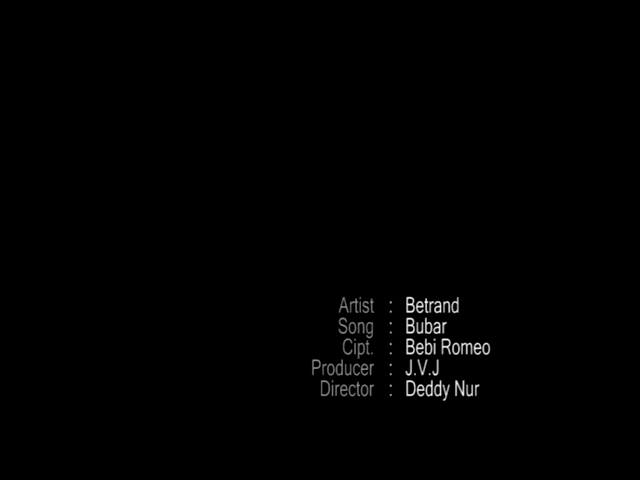 Artist : Betrand
Song : Bubar
Cipt. : Bebi Romeo
Producer : J.V.J
Director : Deddy Nur